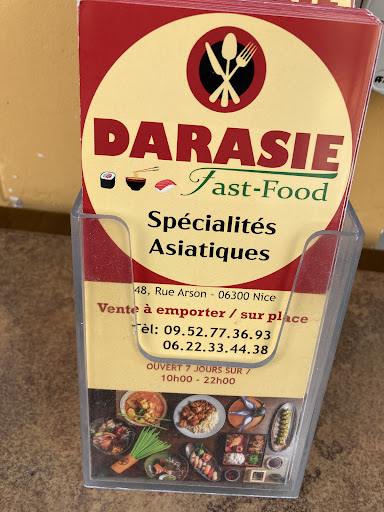 DARASIE
Fast-Food
Spécialités
Asiatiques
48, Rue Arson - 06300 Nice
Vente à emporter / sur place
Tèl: 09.52.77.36.93
06.22.33.44.38
OUVERT 7 JOURS SUR 7
10h00 - 22h00